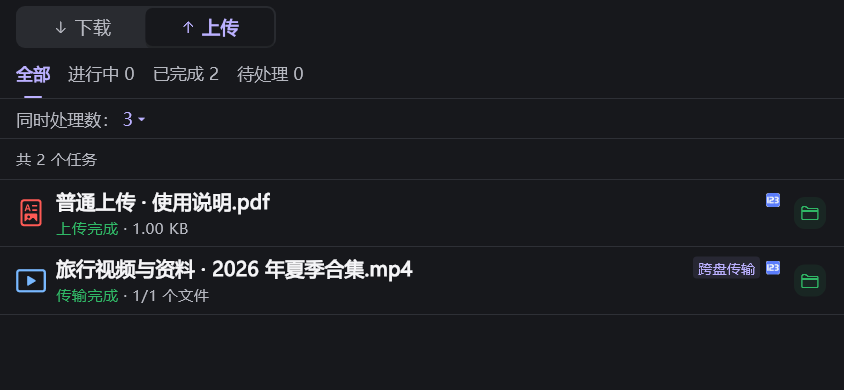 ↓ 下载
↑ 上传
全部 进行中 0 已完成 2 待处理 0
同时处理数： 3
共 2 个任务
普通上传 · 使用说明.pdf
123
上传完成 · 1.00 KB
旅行视频与资料 · 2026 年夏季合集.mp4
跨盘传输 123
传输完成 · 1/1 个文件